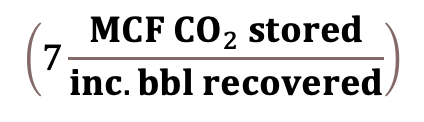 (7 MCF CO₂ stored
inc. bbl recovered)